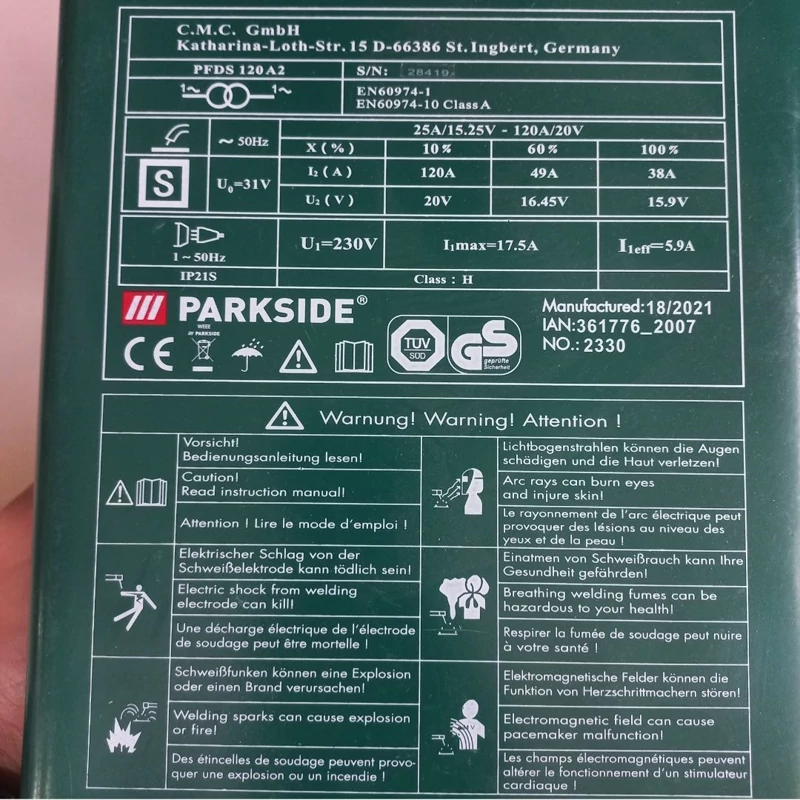 C.M.C. GmbH
Katharina-Loth-Str. 15 D-66386 St. Ingbert, Germany
PFDS 120 A2 S/N: 28419
1~ 1~ EN60974-1
EN60974-10 Class A
25A/15.25V - 120A/20V
~ 50Hz X (%) 10% 60% 100%
S U₀=31V I₂ (A) 120A 49A 38A
U₂ (V) 20V 16.45V 15.9V
1 ~ 50Hz U₁=230V I₁max=17.5A I₁eff=5.9A
IP21S Class : H
/// PARKSIDE®
Manufactured: 18/2021
IAN: 361776_2007
NO.: 2330
WEEE
/// PARKSIDE
CE
TÜV
SÜD
GS
geprüfte
Sicherheit
Warnung! Warning! Attention !
Vorsicht!
Bedienungsanleitung lesen!
Caution!
Read instruction manual!
Attention ! Lire le mode d'emploi !
Lichtbogenstrahlen können die Augen
schädigen und die Haut verletzen!
Arc rays can burn eyes
and injure skin!
Le rayonnement de l'arc électrique peut
provoquer des lésions au niveau des
yeux et de la peau !
Elektrischer Schlag von der
Schweißelektrode kann tödlich sein!
Electric shock from welding
electrode can kill!
Une décharge électrique de l'électrode
de soudage peut être mortelle !
Einatmen von Schweißrauch kann Ihre
Gesundheit gefährden!
Breathing welding fumes can be
hazardous to your health!
Respirer la fumée de soudage peut nuire
à votre santé !
Schweißfunken können eine Explosion
oder einen Brand verursachen!
Welding sparks can cause explosion
or fire!
Des étincelles de soudage peuvent provo-
quer une explosion ou un incendie !
Elektromagnetische Felder können die
Funktion von Herzschrittmachern stören!
Electromagnetic field can cause
pacemaker malfunction!
Les champs électromagnétiques peuvent
altérer le fonctionnement d'un stimulateur
cardiaque !